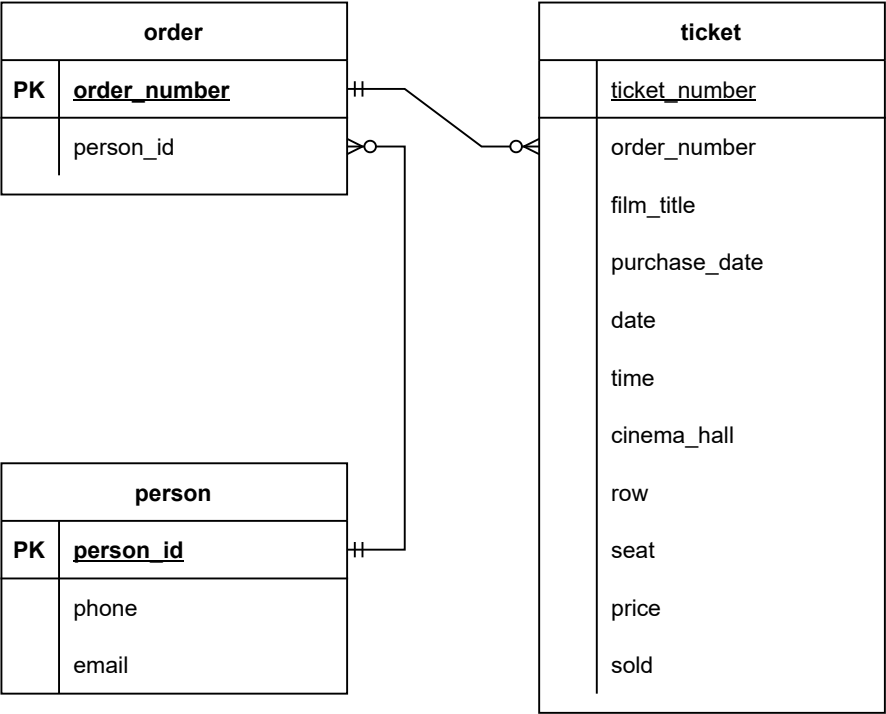 order
PK order_number
person_id
ticket
ticket_number
order_number
film_title
purchase_date
date
time
cinema_hall
row
seat
price
sold
person
PK person_id
phone
email